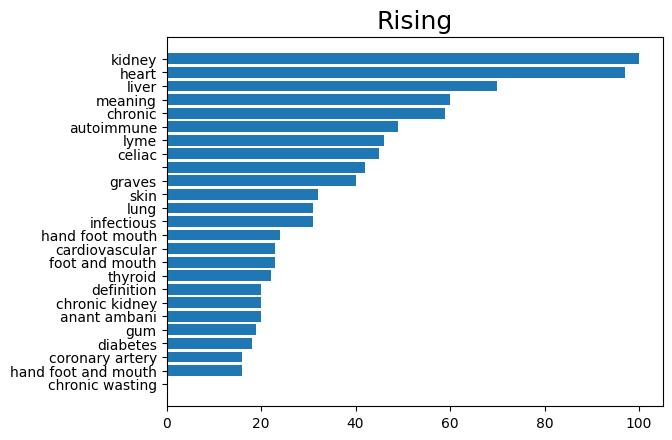 Rising
kidney
heart
liver
meaning
chronic
autoimmune
lyme
celiac
graves
skin
lung
infectious
hand foot mouth
cardiovascular
foot and mouth
thyroid
definition
chronic kidney
anant ambani
gum
diabetes
coronary artery
hand foot and mouth
chronic wasting
0 20 40 60 80 100